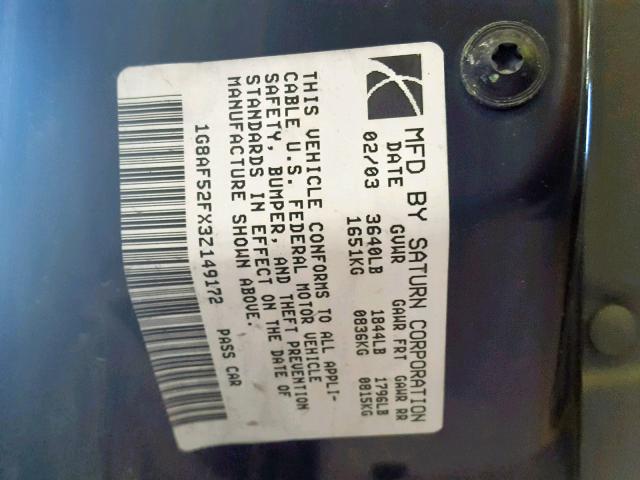 MFD BY SATURN CORPORATION
DATE GVWR GAWR FRT GAWR RR
02/03 3640LB 1844LB 1796LB
1651KG 0836KG 0815KG
THIS VEHICLE CONFORMS TO ALL APPLI-
CABLE U.S. FEDERAL MOTOR VEHICLE
SAFETY, BUMPER, AND THEFT PREVENTION
STANDARDS IN EFFECT ON THE DATE OF
MANUFACTURE SHOWN ABOVE.
1G8AF52FX3Z149172 PASS CAR